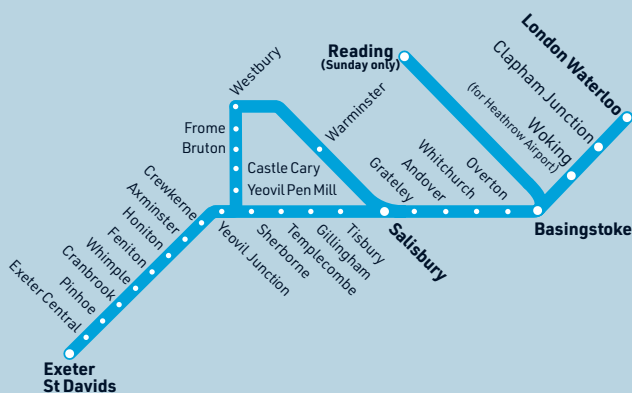 London Waterloo
Clapham Junction
Woking
(for Heathrow Airport)
Reading
(Sunday only)
Basingstoke
Overton
Whitchurch
Andover
Grateley
Salisbury
Warminster
Westbury
Frome
Bruton
Castle Cary
Yeovil Pen Mill
Tisbury
Gillingham
Templecombe
Sherborne
Yeovil Junction
Crewkerne
Axminster
Honiton
Feniton
Whimple
Cranbrook
Pinhoe
Exeter Central
Exeter
St Davids